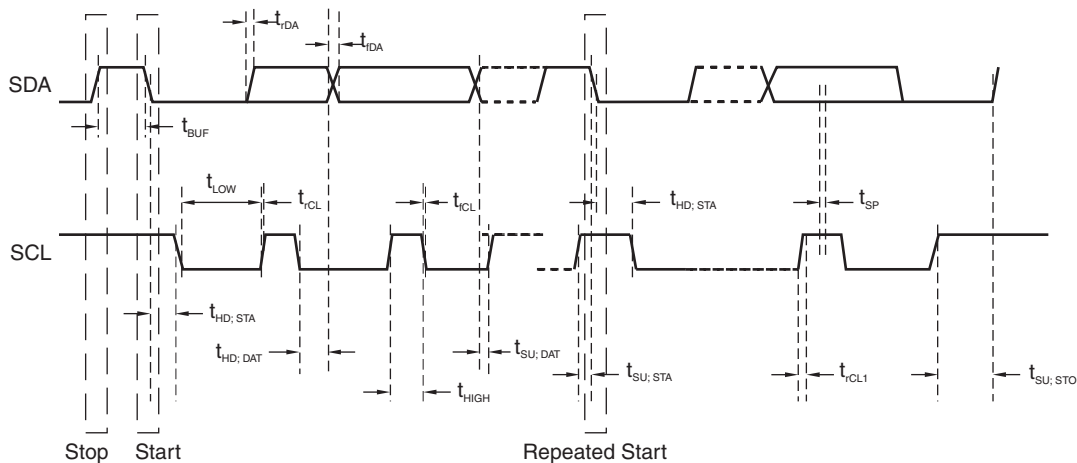 t_rDA
t_fDA
SDA
t_BUF
t_LOW
t_rCL
t_fCL
t_HD; STA
t_SP
SCL
t_HD; STA
t_HD; DAT
t_SU; DAT
t_SU; STA
t_rCL1
t_SU; STO
t_HIGH
Stop
Start
Repeated Start